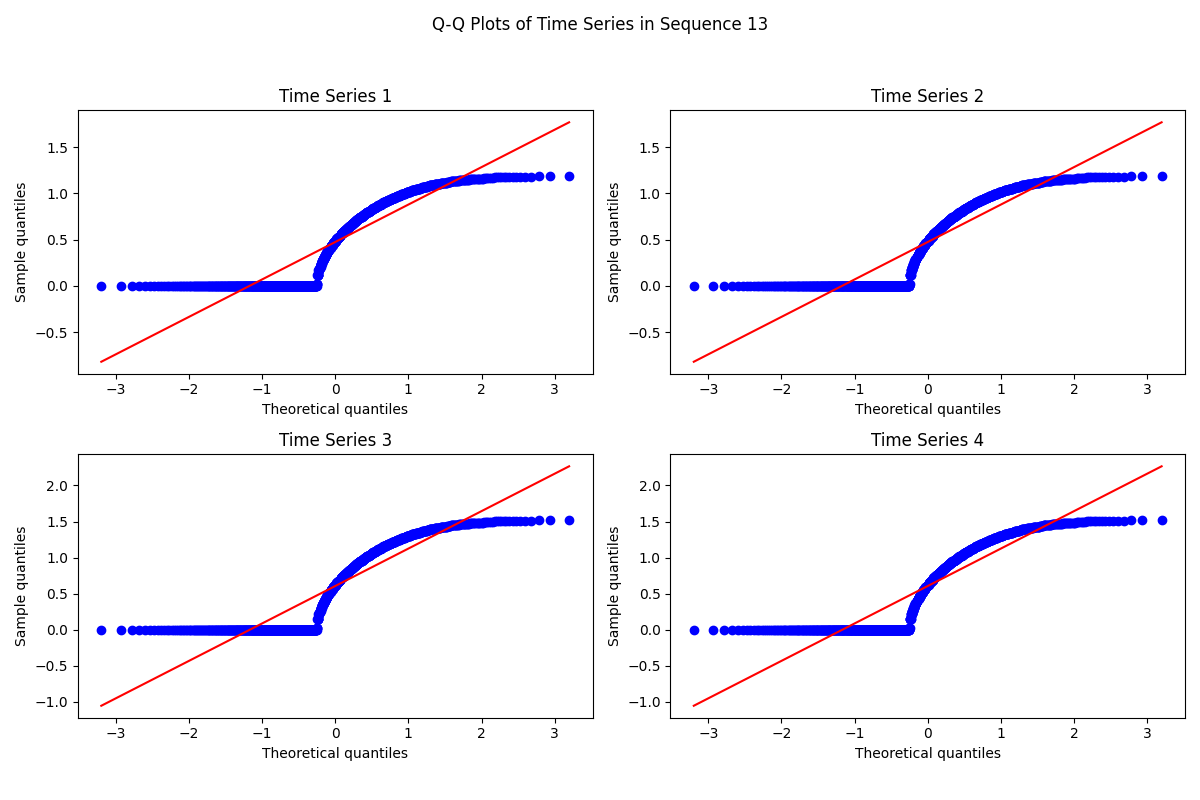 Q-Q Plots of Time Series in Sequence 13
Time Series 1
Sample quantiles
1.5
1.0
0.5
0.0
−0.5
−3 −2 −1 0 1 2 3
Theoretical quantiles
Time Series 2
Sample quantiles
1.5
1.0
0.5
0.0
−0.5
−3 −2 −1 0 1 2 3
Theoretical quantiles
Time Series 3
Sample quantiles
2.0
1.5
1.0
0.5
0.0
−0.5
−1.0
−3 −2 −1 0 1 2 3
Theoretical quantiles
Time Series 4
Sample quantiles
2.0
1.5
1.0
0.5
0.0
−0.5
−1.0
−3 −2 −1 0 1 2 3
Theoretical quantiles